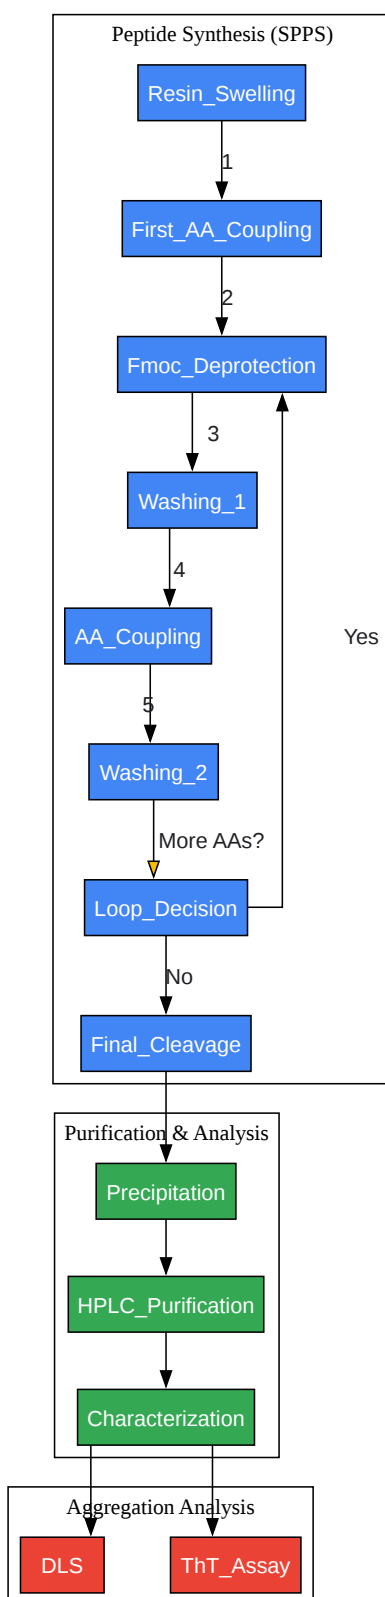 Peptide Synthesis (SPPS)
Resin_Swelling
1
First_AA_Coupling
2
Fmoc_Deprotection
3
Washing_1
4
AA_Coupling
Yes
5
Washing_2
More AAs?
Loop_Decision
No
Final_Cleavage
Purification & Analysis
Precipitation
HPLC_Purification
Characterization
Aggregation Analysis
DLS
ThT_Assay